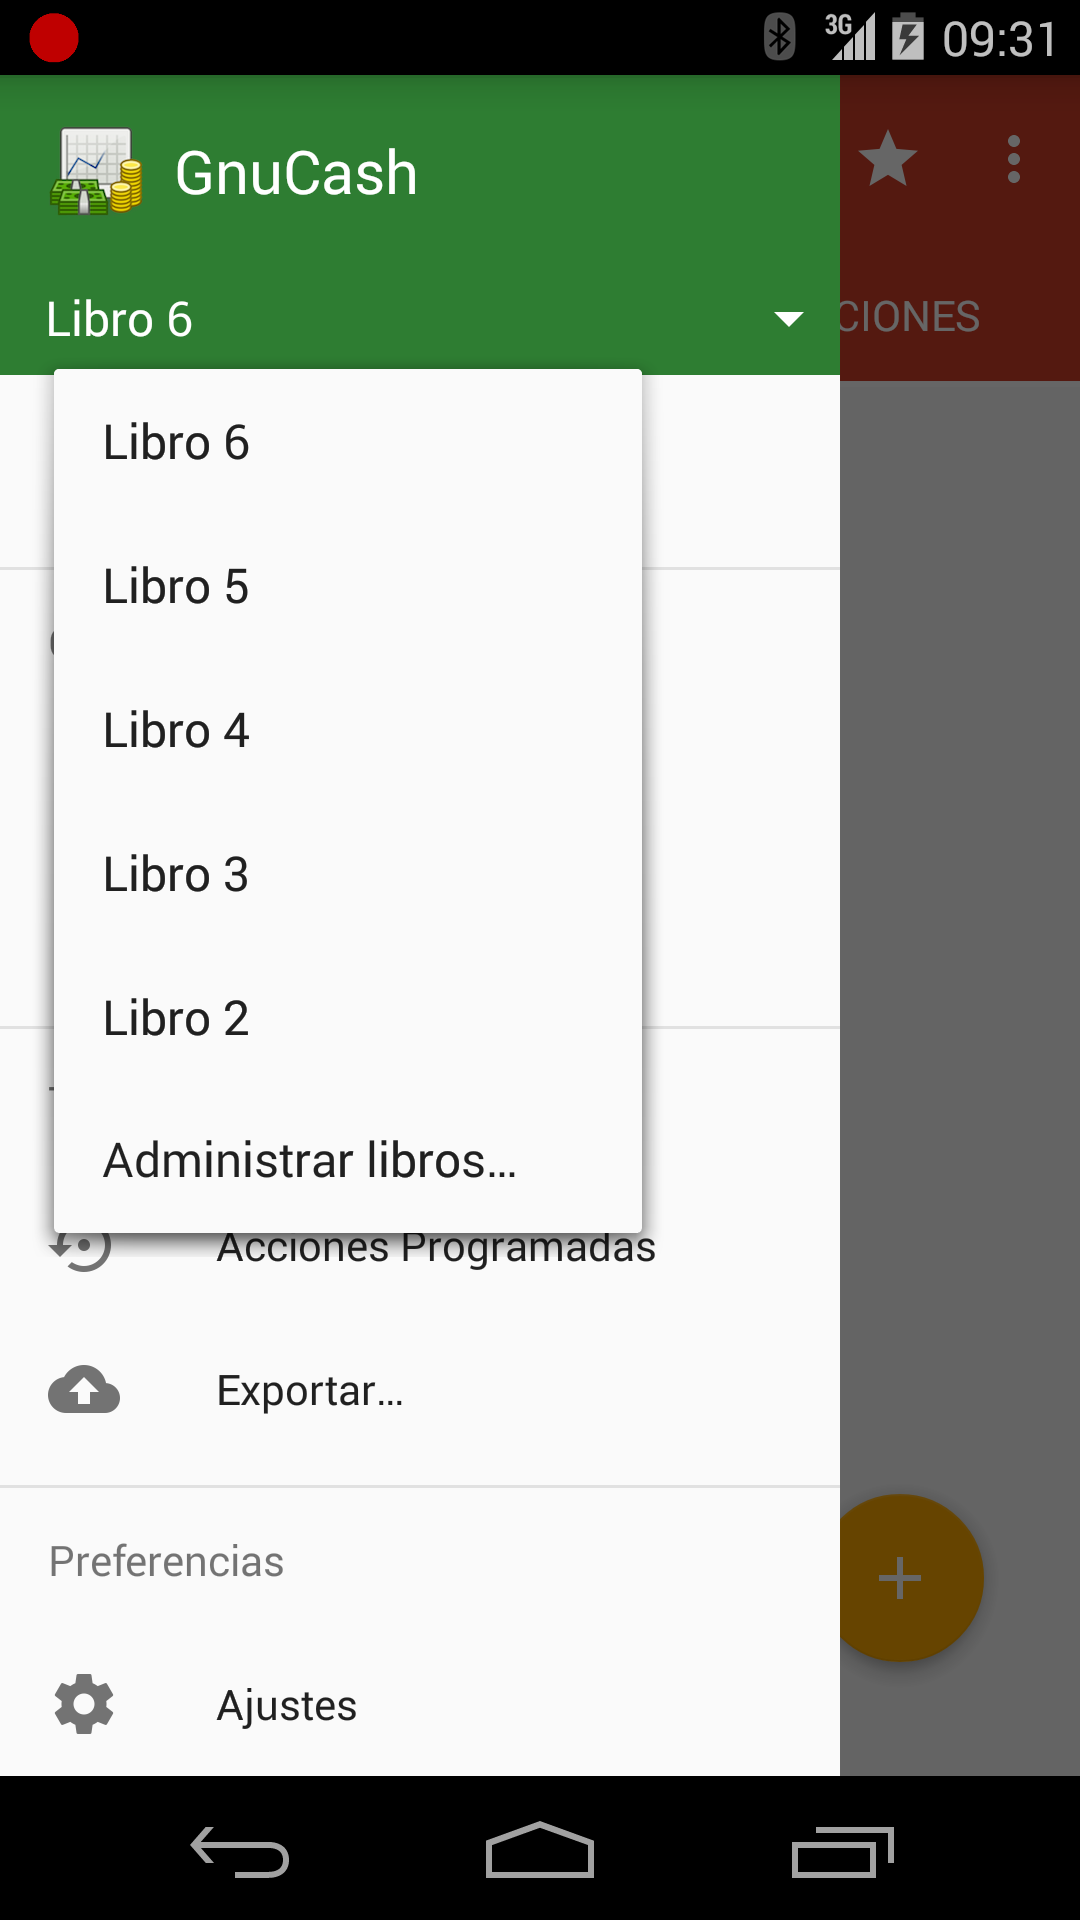 3G 09:31
GnuCash
Libro 6
CIONES
Libro 6
Libro 5
Libro 4
Libro 3
Libro 2
Administrar libros...
Acciones Programadas
Exportar...
Preferencias
Ajustes